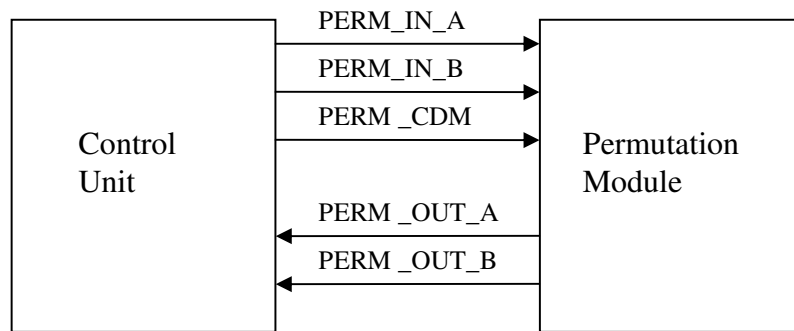 PERM_IN_A
PERM_IN_B
PERM _CDM
Control
Unit
Permutation
Module
PERM _OUT_A
PERM _OUT_B